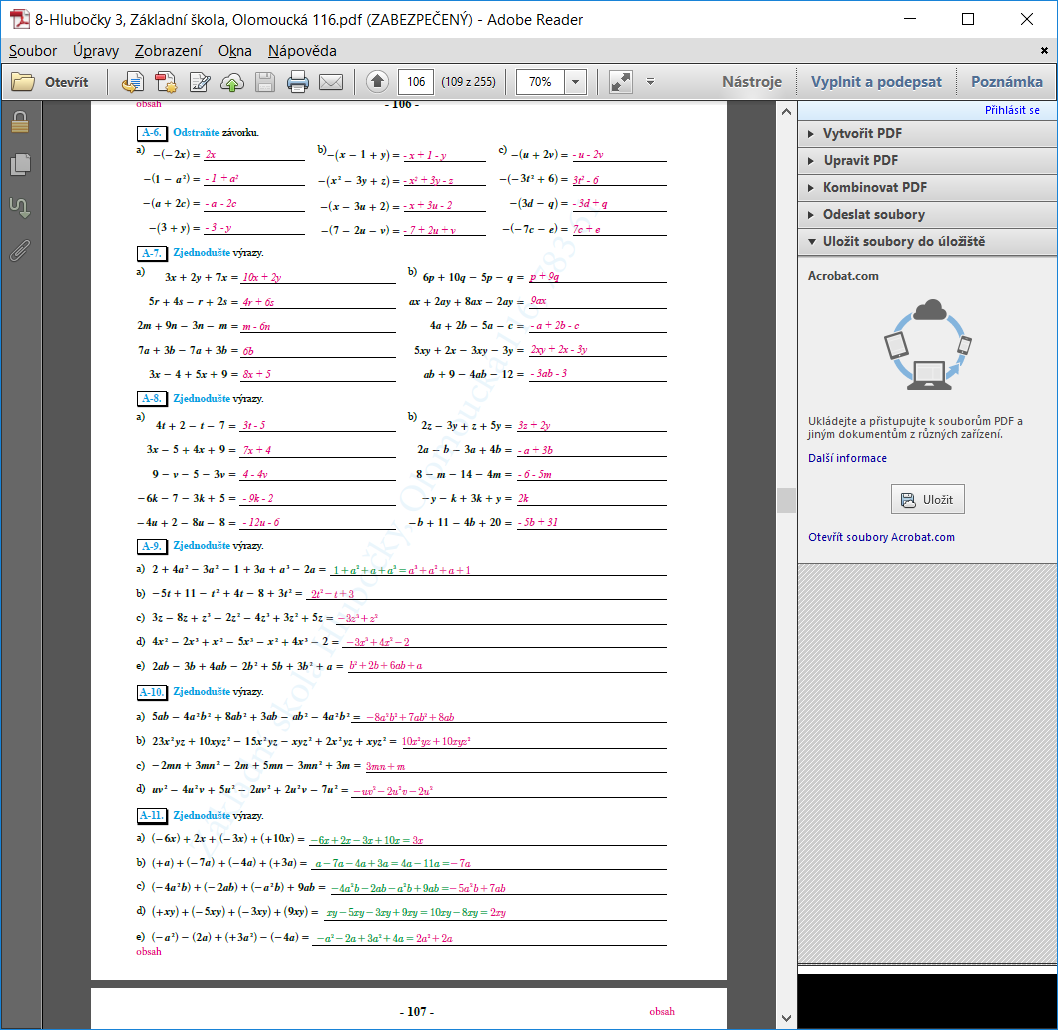 8-Hlubočky 3, Základní škola, Olomoucká 116.pdf (ZABEZPEČENÝ) - Adobe Reader
Soubor Úpravy Zobrazení Okna Nápověda
Otevřít 106 (109 z 255) 70% Nástroje Vyplnit a podepsat Poznámka
obsah - 106 -
A-6. Odstraňte závorku.
a) −(−2x) = 2x b) −(x − 1 + y) = - x + 1 - y c) −(u + 2v) = - u - 2v
−(1 − a²) = - 1 + a² −(x² − 3y + z) = - x² + 3y - z −(−3t² + 6) = 3t² - 6
−(a + 2c) = - a - 2c −(x − 3u + 2) = - x + 3u - 2 −(3d − q) = - 3d + q
−(3 + y) = - 3 - y −(7 − 2u − v) = - 7 + 2u + v −(−7c − e) = 7c + e
A-7. Zjednodušte výrazy.
a) 3x + 2y + 7x = 10x + 2y b) 6p + 10q − 5p − q = p + 9q
5r + 4s − r + 2s = 4r + 6s ax + 2ay + 8ax − 2ay = 9ax
2m + 9n − 3n − m = m - 6n 4a + 2b − 5a − c = - a + 2b - c
7a + 3b − 7a + 3b = 6b 5xy + 2x − 3xy − 3y = 2xy + 2x - 3y
3x − 4 + 5x + 9 = 8x + 5 ab + 9 − 4ab − 12 = - 3ab - 3
A-8. Zjednodušte výrazy.
a) 4t + 2 − t − 7 = 3t - 5 b) 2z − 3y + z + 5y = 3z + 2y
3x − 5 + 4x + 9 = 7x + 4 2a − b − 3a + 4b = - a + 3b
9 − v − 5 − 3v = 4 - 4v 8 − m − 14 − 4m = - 6 - 5m
−6k − 7 − 3k + 5 = - 9k - 2 −y − k + 3k + y = 2k
−4u + 2 − 8u − 8 = - 12u - 6 −b + 11 − 4b + 20 = - 5b + 31
A-9. Zjednodušte výrazy.
a) 2 + 4a² − 3a² − 1 + 3a + a³ − 2a = 1 + a² + a + a³ = a³ + a² + a + 1
b) −5t + 11 − t² + 4t − 8 + 3t² = 2t² − t + 3
c) 3z − 8z + z³ − 2z² − 4z³ + 3z² + 5z = −3z³ + z²
d) 4x² − 2x³ + x² − 5x³ − x² + 4x³ − 2 = −3x³ + 4x² − 2
e) 2ab − 3b + 4ab − 2b² + 5b + 3b² + a = b² + 2b + 6ab + a
A-10. Zjednodušte výrazy.
a) 5ab − 4a²b² + 8ab² + 3ab − ab² − 4a²b² = −8a²b² + 7ab² + 8ab
b) 23x²yz + 10xyz² − 15x²yz − xyz² + 2x²yz + xyz² = 10x²yz + 10xyz²
c) −2mn + 3mn² − 2m + 5mn − 3mn² + 3m = 3mn + m
d) uv² − 4u²v + 5u² − 2uv² + 2u²v − 7u² = −uv² − 2u²v − 2u²
A-11. Zjednodušte výrazy.
a) (−6x) + 2x + (−3x) + (+10x) = −6x + 2x − 3x + 10x = 3x
b) (+a) + (−7a) + (−4a) + (+3a) = a − 7a − 4a + 3a = 4a − 11a = − 7a
c) (−4a²b) + (−2ab) + (−a²b) + 9ab = −4a²b − 2ab − a²b + 9ab = − 5a²b + 7ab
d) (+xy) + (−5xy) + (−3xy) + (9xy) = xy − 5xy − 3xy + 9xy = 10xy − 8xy = 2xy
e) (−a²) − (2a) + (+3a²) − (−4a) = −a² − 2a + 3a² + 4a = 2a² + 2a
obsah
- 107 - obsah
Přihlásit se
Vytvořit PDF
Upravit PDF
Kombinovat PDF
Odeslat soubory
Uložit soubory do úložiště
Acrobat.com
Ukládejte a přistupujte k souborům PDF a
jiným dokumentům z různých zařízení.
Další informace
Uložit
Otevřít soubory Acrobat.com